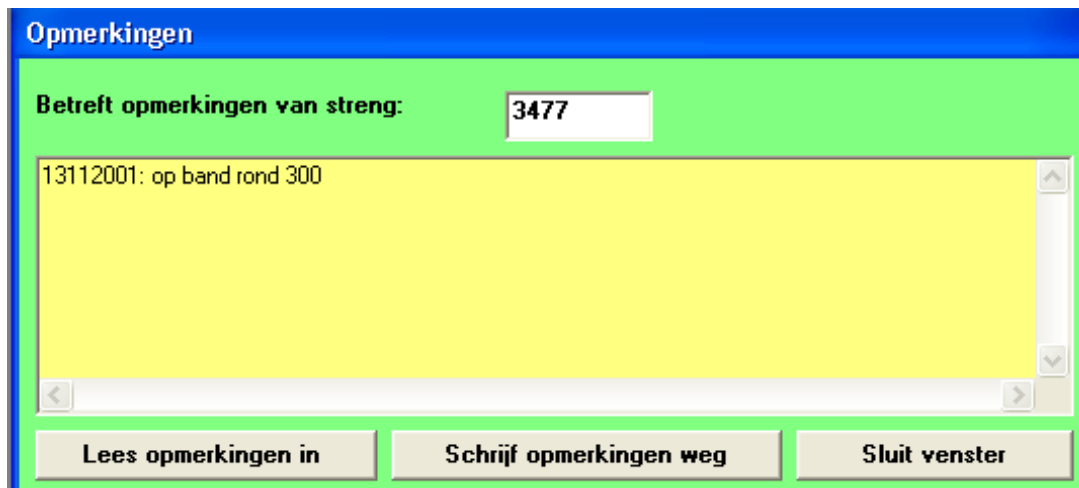 Opmerkingen
Betreft opmerkingen van streng: 3477
13112001: op band rond 300
Lees opmerkingen in Schrijf opmerkingen weg Sluit venster